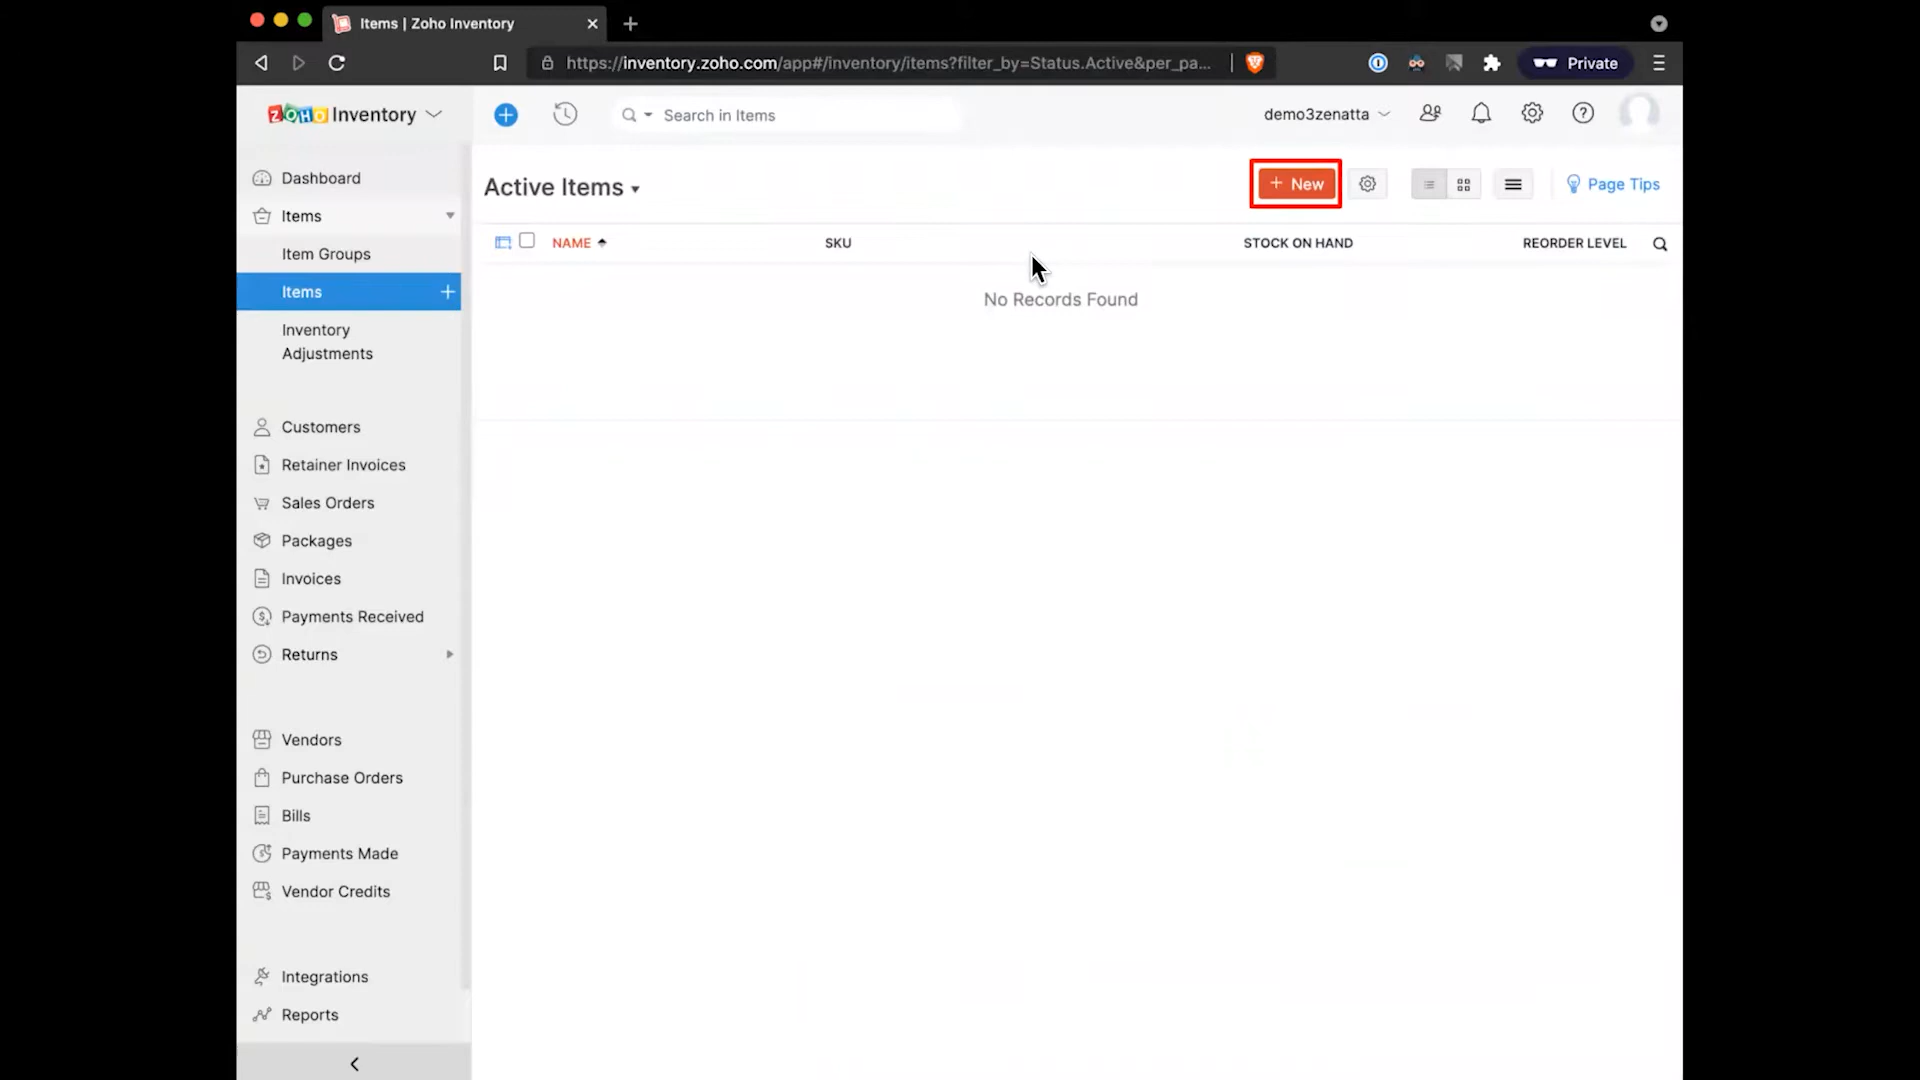 Items | Zoho Inventory
https://inventory.zoho.com/app#/inventory/items?filter_by=Status.Active&per_pa...
Private
ZOHO Inventory
Search in Items
demo3zenatta
Dashboard
Items
Item Groups
Items
Inventory
Adjustments
Customers
Retainer Invoices
Sales Orders
Packages
Invoices
Payments Received
Returns
Vendors
Purchase Orders
Bills
Payments Made
Vendor Credits
Integrations
Reports
Active Items
+ New
Page Tips
NAME SKU STOCK ON HAND REORDER LEVEL
No Records Found